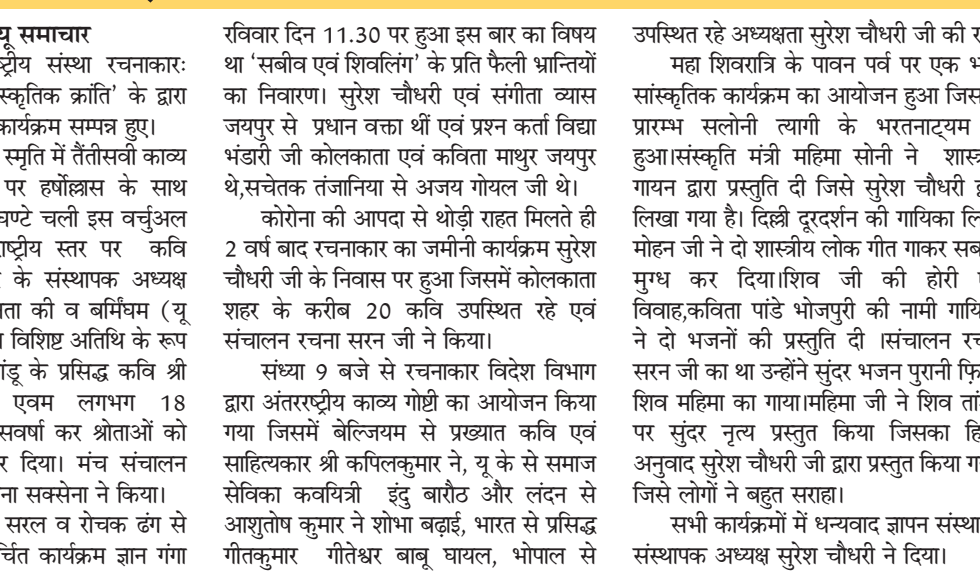 समाचार
संस्था रचनाकारः
क्रांति’ के द्वारा
कार्यक्रम सम्पन्न हुए।
स्मृति में तैंतीसवी काव्य
पर हर्षोल्लास के साथ
घण्टे चली इस वर्चुअल
स्तर पर कवि
के संस्थापक अध्यक्ष
की व बर्मिंघम (यू
विशिष्ट अतिथि के रूप
के प्रसिद्ध कवि श्री
एवम लगभग 18
कर श्रोताओं को
दिया। मंच संचालन
सक्सेना ने किया।
सरल व रोचक ढंग से
कार्यक्रम ज्ञान गंगा
रविवार दिन 11.30 पर हुआ इस बार का विषय
था ‘सबीव एवं शिवलिंग’ के प्रति फैली भ्रान्तियों
का निवारण। सुरेश चौधरी एवं संगीता व्यास
जयपुर से प्रधान वक्ता थीं एवं प्रश्न कर्ता विद्या
भंडारी जी कोलकाता एवं कविता माथुर जयपुर
थे,सचेतक तंजानिया से अजय गोयल जी थे।
कोरोना की आपदा से थोड़ी राहत मिलते ही
2 वर्ष बाद रचनाकार का जमीनी कार्यक्रम सुरेश
चौधरी जी के निवास पर हुआ जिसमें कोलकाता
शहर के करीब 20 कवि उपस्थित रहे एवं
संचालन रचना सरन जी ने किया।
संध्या 9 बजे से रचनाकार विदेश विभाग
द्वारा अंतररष्ट्रीय काव्य गोष्टी का आयोजन किया
गया जिसमें बेल्जियम से प्रख्यात कवि एवं
साहित्यकार श्री कपिलकुमार ने, यू के से समाज
सेविका कवयित्री इंदु बारौठ और लंदन से
आशुतोष कुमार ने शोभा बढ़ाई, भारत से प्रसिद्ध
गीतकुमार गीतेश्वर बाबू घायल, भोपाल से
उपस्थित रहे अध्यक्षता सुरेश चौधरी जी की
महा शिवरात्रि के पावन पर्व पर एक
सांस्कृतिक कार्यक्रम का आयोजन हुआ
प्रारम्भ सलोनी त्यागी के भरतनाट्यम
हुआ।संस्कृति मंत्री महिमा सोनी ने
गायन द्वारा प्रस्तुति दी जिसे सुरेश चौधरी
लिखा गया है। दिल्ली दूरदर्शन की गायिका
मोहन जी ने दो शास्त्रीय लोक गीत गाकर
मुग्ध कर दिया।शिव जी की होरी
विवाह,कविता पांडे भोजपुरी की नामी
ने दो भजनों की प्रस्तुति दी ।संचालन
सरन जी का था उन्होंने सुंदर भजन पुरानी
शिव महिमा का गाया।महिमा जी ने शिव
पर सुंदर नृत्य प्रस्तुत किया जिसका
अनुवाद सुरेश चौधरी जी द्वारा प्रस्तुत किया
जिसे लोगों ने बहुत सराहा।
सभी कार्यक्रमों में धन्यवाद ज्ञापन
संस्थापक अध्यक्ष सुरेश चौधरी ने दिया।